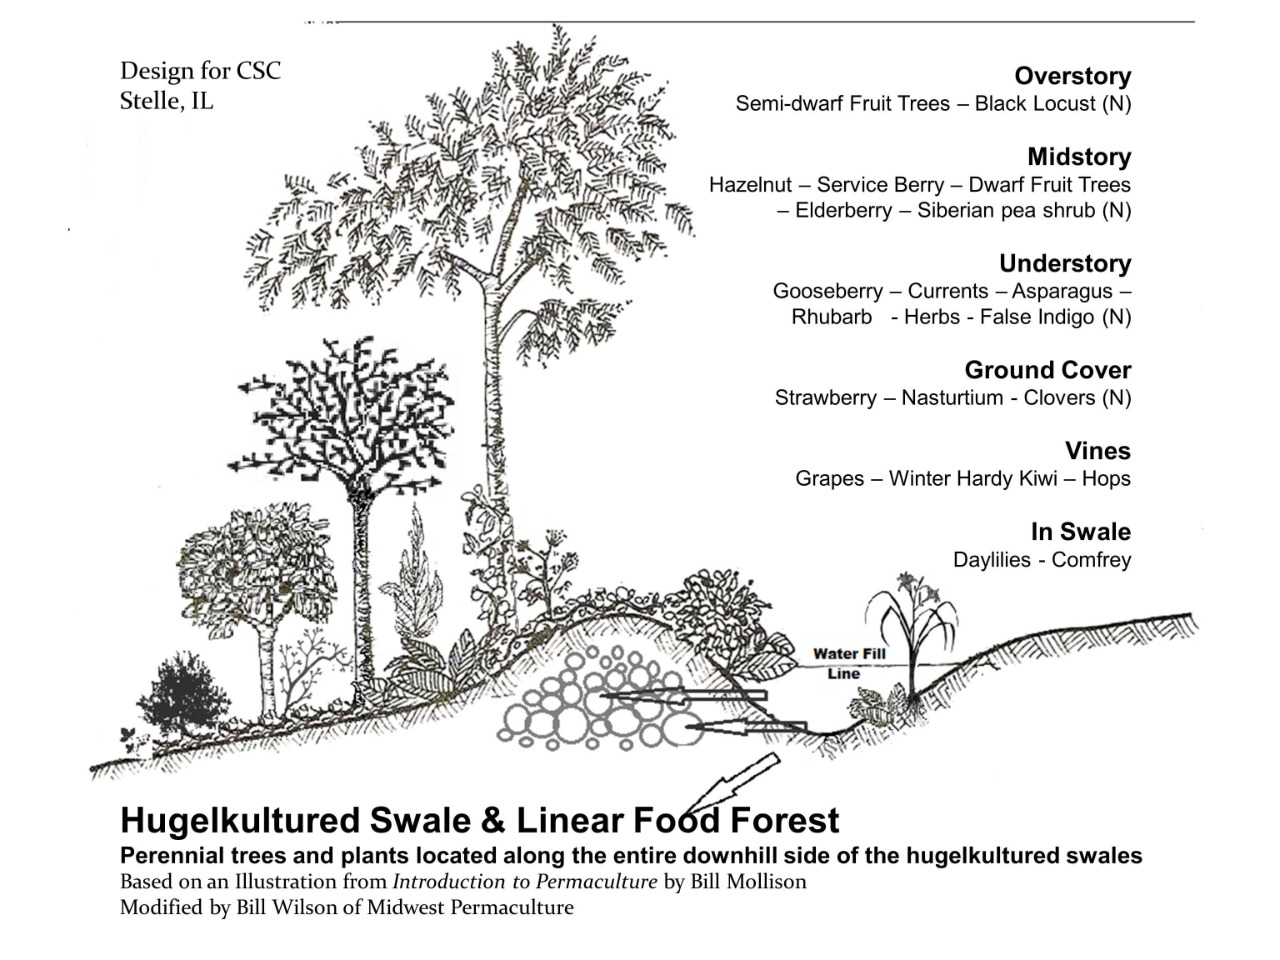 Design for CSC
Stelle, IL
Overstory
Semi-dwarf Fruit Trees – Black Locust (N)
Midstory
Hazelnut – Service Berry – Dwarf Fruit Trees
– Elderberry – Siberian pea shrub (N)
Understory
Gooseberry – Currents – Asparagus –
Rhubarb - Herbs - False Indigo (N)
Ground Cover
Strawberry – Nasturtium - Clovers (N)
Vines
Grapes – Winter Hardy Kiwi – Hops
In Swale
Daylilies - Comfrey
Water Fill
Line
Hugelkultured Swale & Linear Food Forest
Perennial trees and plants located along the entire downhill side of the hugelkultured swales
Based on an Illustration from Introduction to Permaculture by Bill Mollison
Modified by Bill Wilson of Midwest Permaculture